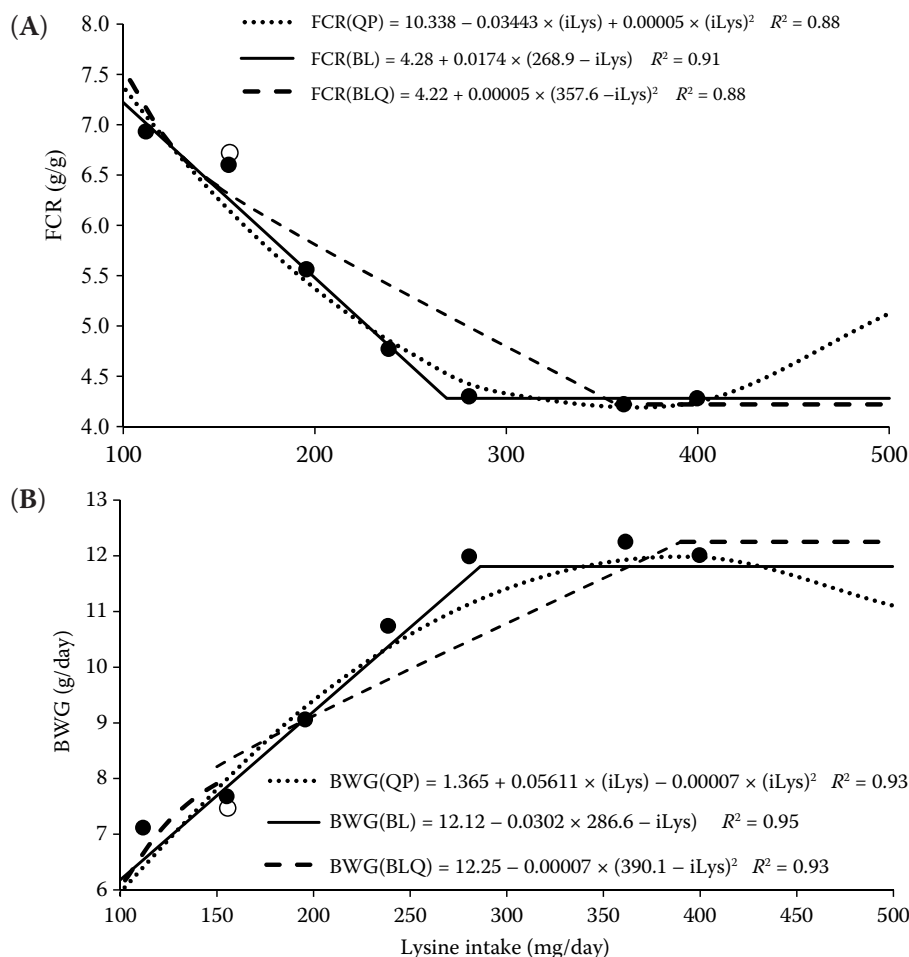 (A)
8.0
7.5
7.0
6.5
6.0
5.5
5.0
4.5
4.0
FCR (g/g)
FCR(QP) = 10.338 – 0.03443 × (iLys) + 0.00005 × (iLys)² R² = 0.88
FCR(BL) = 4.28 + 0.0174 × (268.9 – iLys) R² = 0.91
FCR(BLQ) = 4.22 + 0.00005 × (357.6 –iLys)² R² = 0.88
100 200 300 400 500
(B)
13
12
11
10
9
8
7
6
BWG (g/day)
BWG(QP) = 1.365 + 0.05611 × (iLys) – 0.00007 × (iLys)² R² = 0.93
BWG(BL) = 12.12 – 0.0302 × 286.6 – iLys) R² = 0.95
BWG(BLQ) = 12.25 – 0.00007 × (390.1 – iLys)² R² = 0.93
100 150 200 250 300 350 400 450 500
Lysine intake (mg/day)